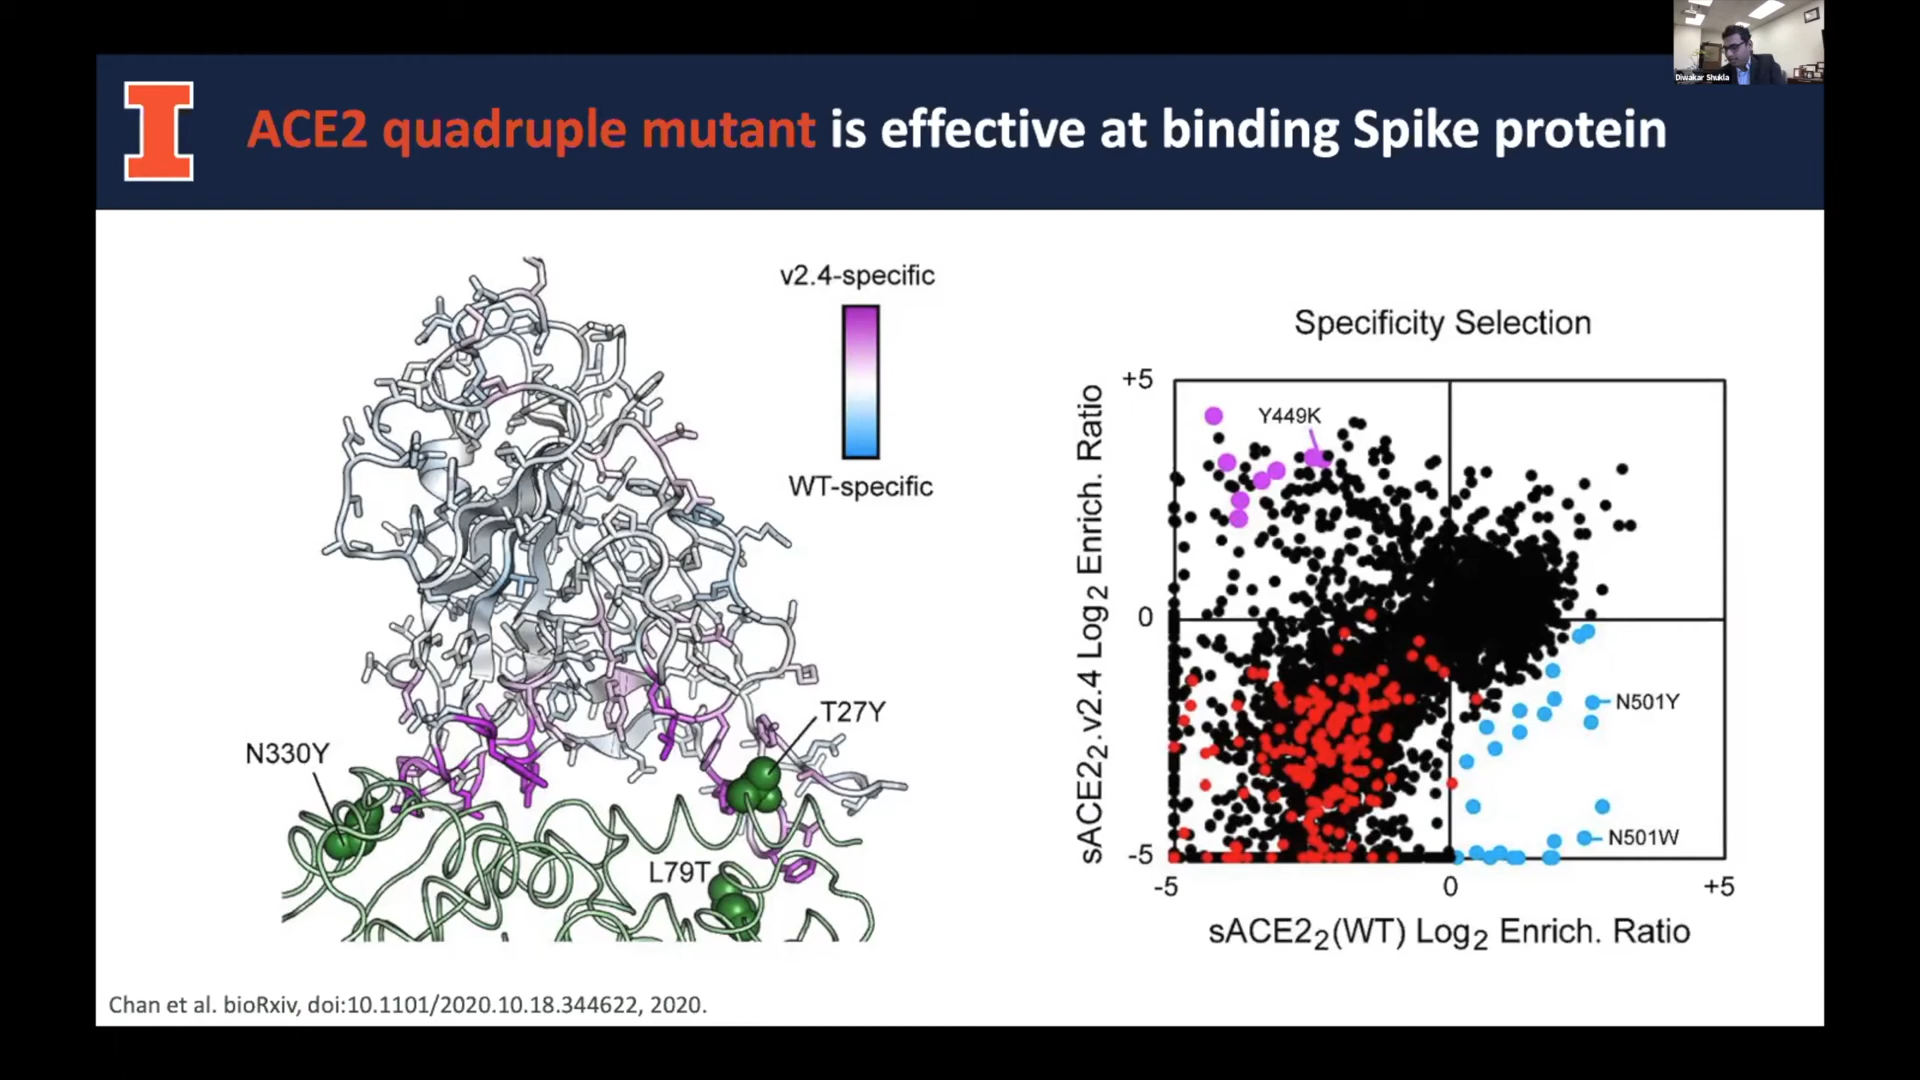 Diwakar Shukla
I
ACE2 quadruple mutant is effective at binding Spike protein
v2.4-specific
WT-specific
N330Y
T27Y
L79T
Specificity Selection
+5
0
-5
sACE2₂.v2.4 Log₂ Enrich. Ratio
Y449K
N501Y
N501W
-5
0
+5
sACE2₂(WT) Log₂ Enrich. Ratio
Chan et al. bioRxiv, doi:10.1101/2020.10.18.344622, 2020.